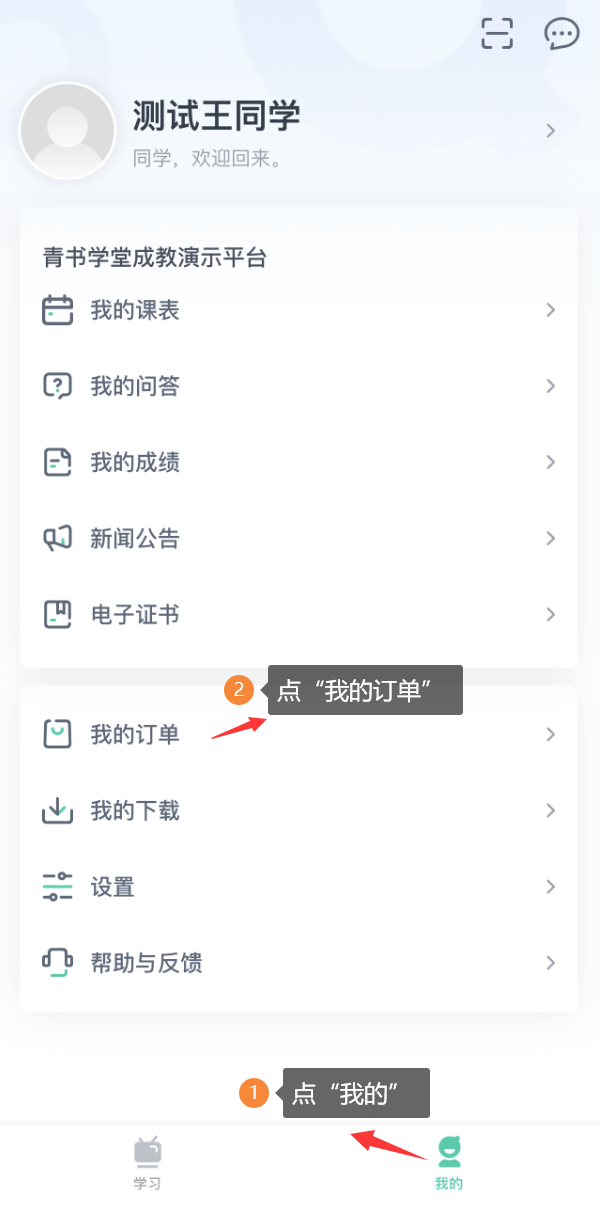 测试王同学
同学，欢迎回来。
青书学堂成教演示平台
我的课表
我的问答
我的成绩
新闻公告
电子证书
2 点“我的订单”
我的订单
我的下载
设置
帮助与反馈
1 点“我的”
学习
我的